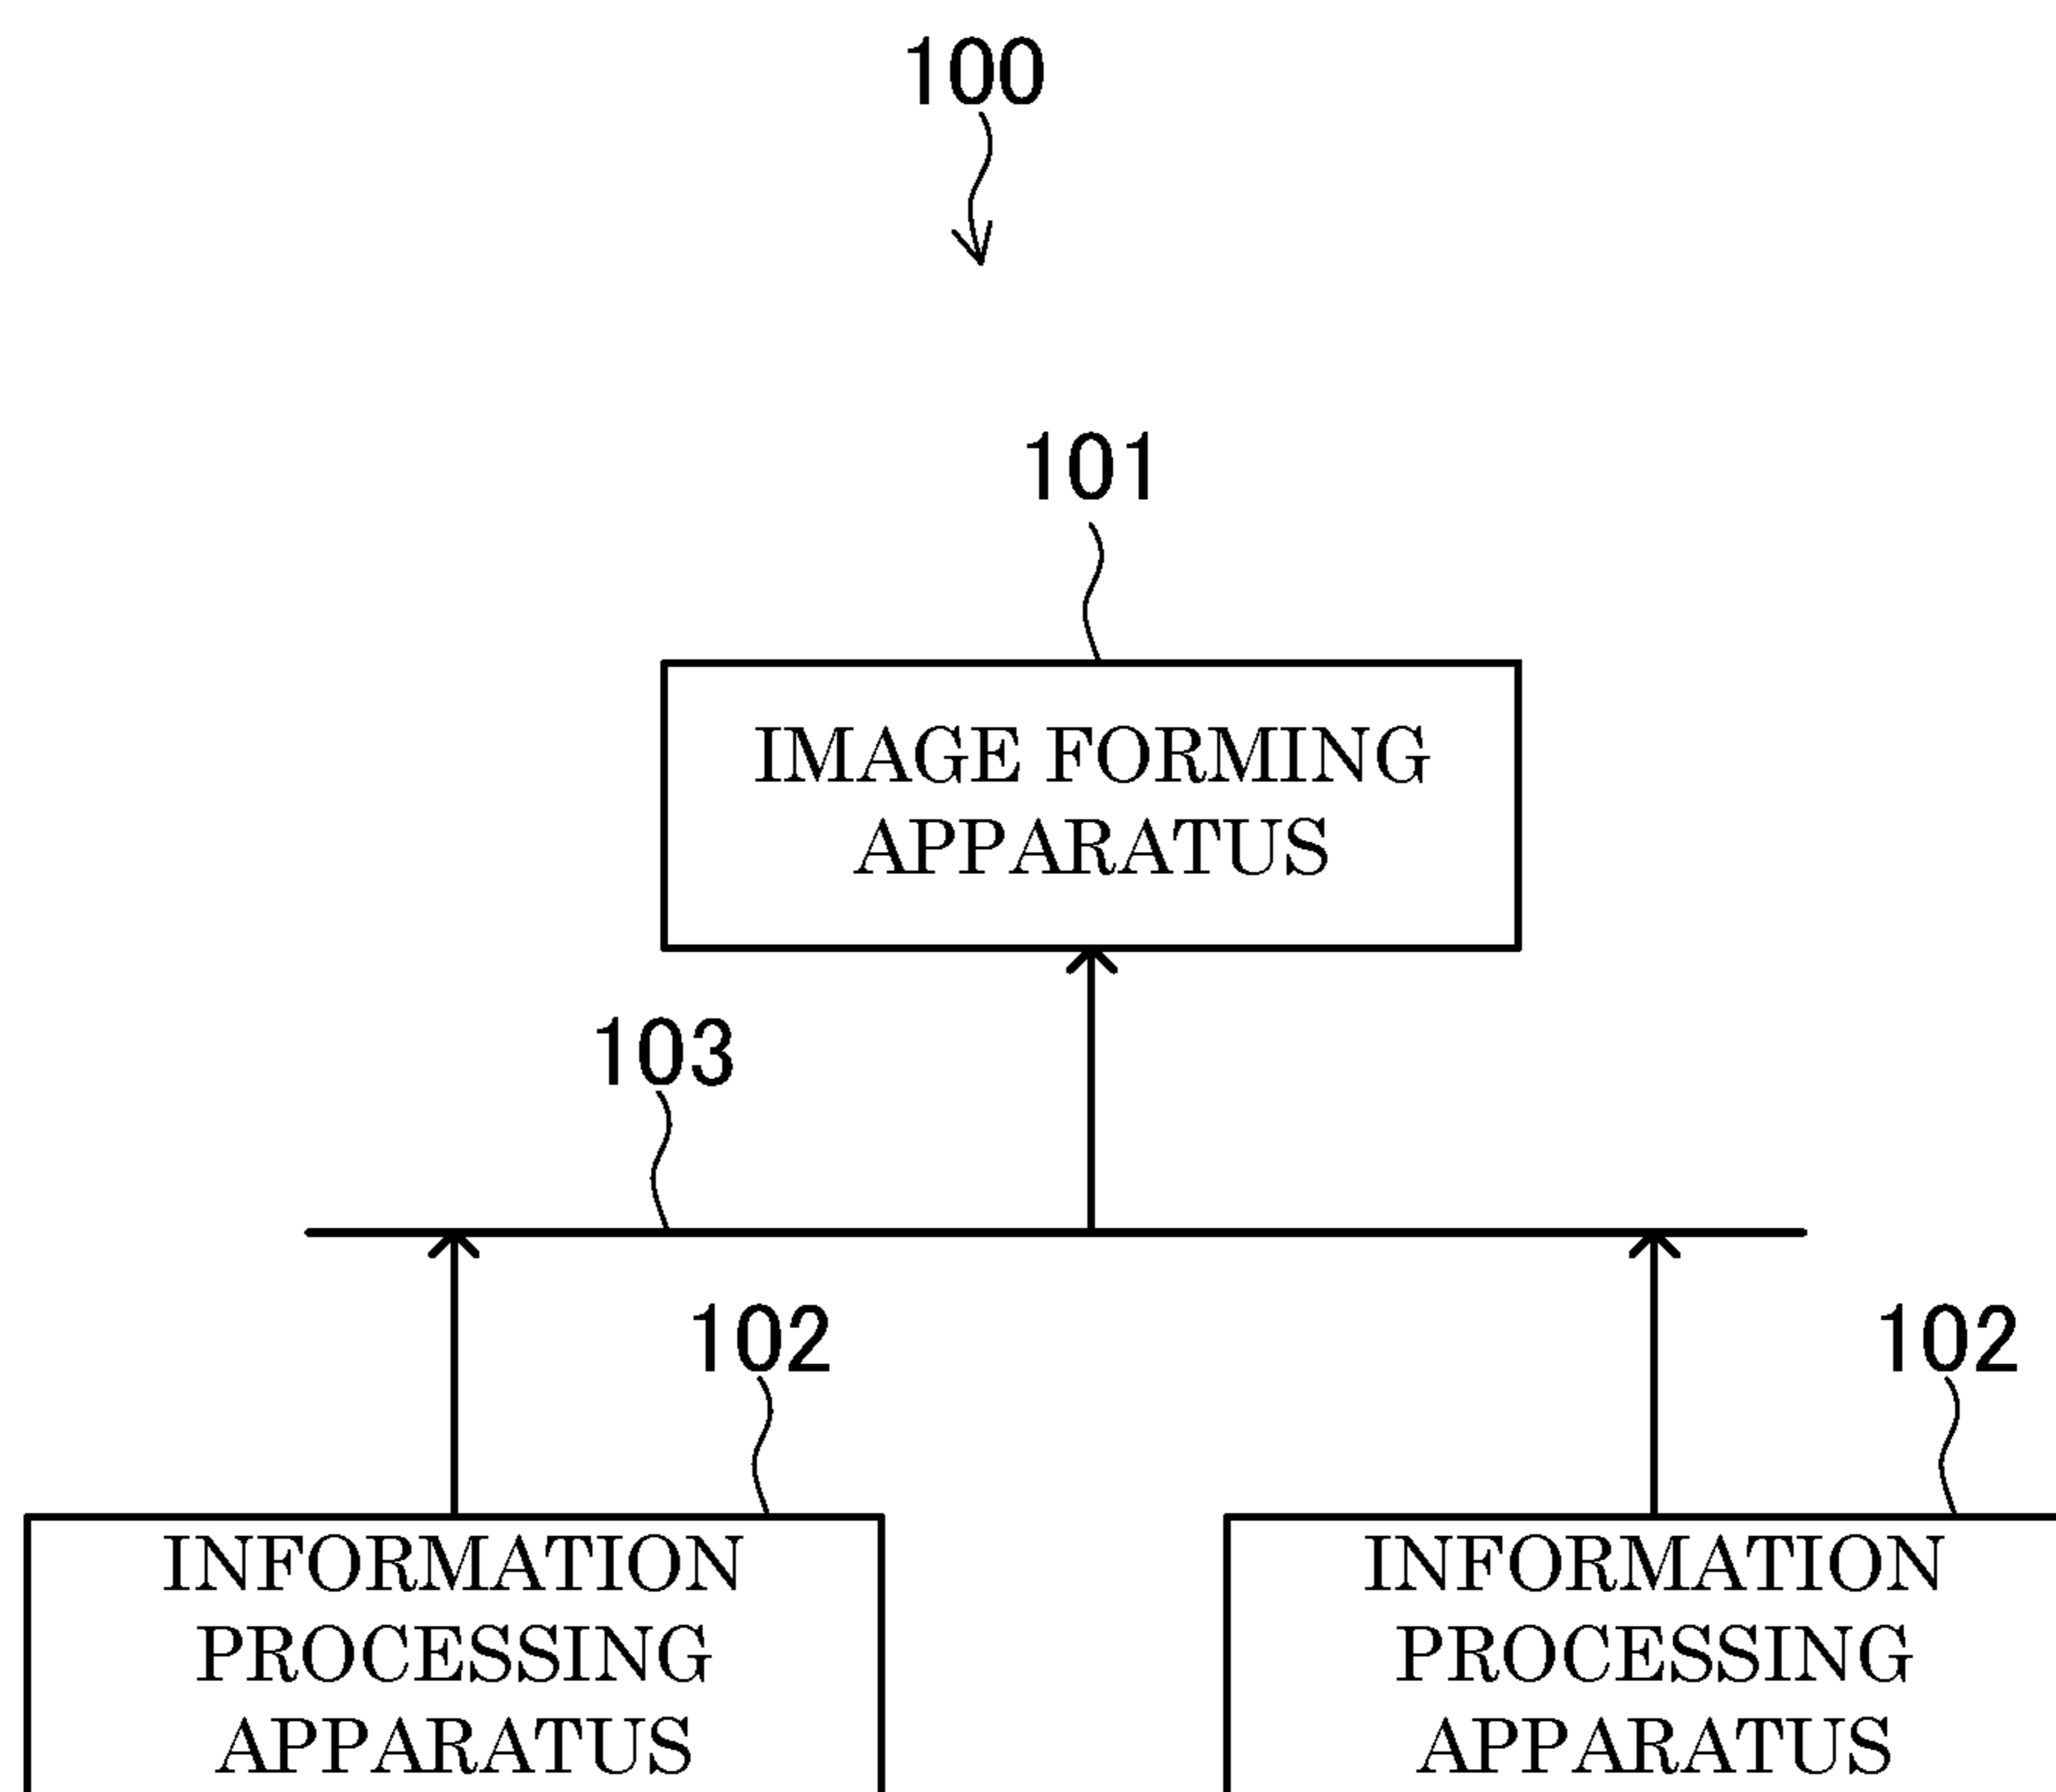 100
101
IMAGE FORMING
APPARATUS
103
102
102
INFORMATION
PROCESSING
APPARATUS
INFORMATION
PROCESSING
APPARATUS